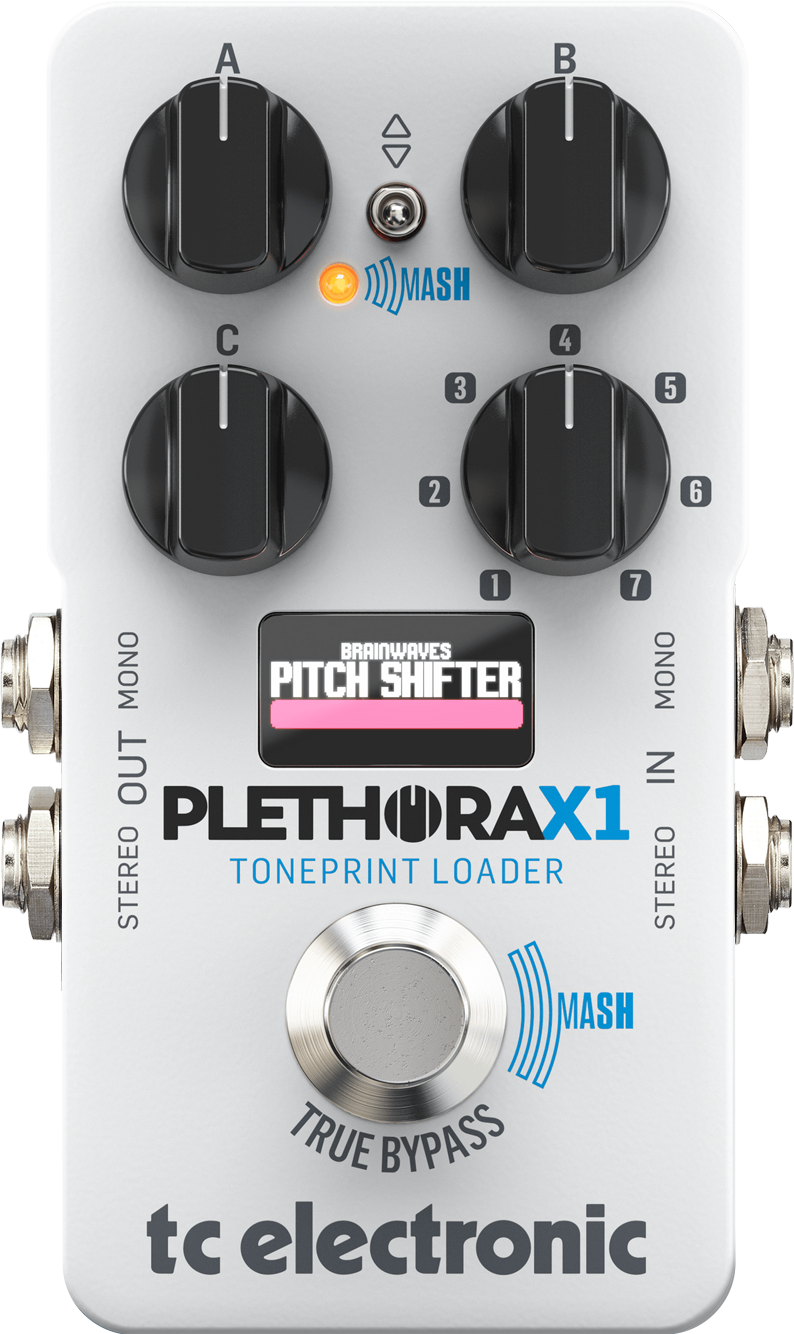 A
B
MASH
C
4
3
5
2
6
1
7
BRAINWAVES
PITCH SHIFTER
STEREO OUT MONO
STEREO IN MONO
PLETHORAX1
TONEPRINT LOADER
MASH
TRUE BYPASS
tc electronic